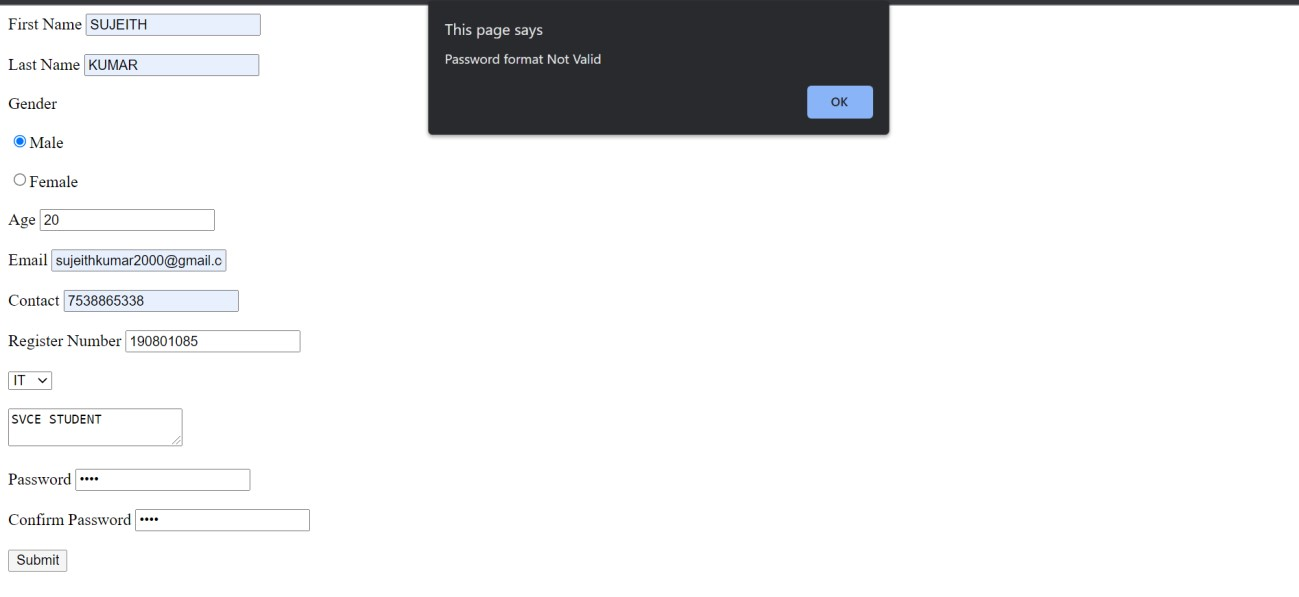 First Name SUJEITH
This page says
Password format Not Valid
OK
Last Name KUMAR
Gender
Male
Female
Age 20
Email sujeithkumar2000@gmail.c
Contact 7538865338
Register Number 190801085
IT
SVCE STUDENT
Password ••••
Confirm Password ••••
Submit